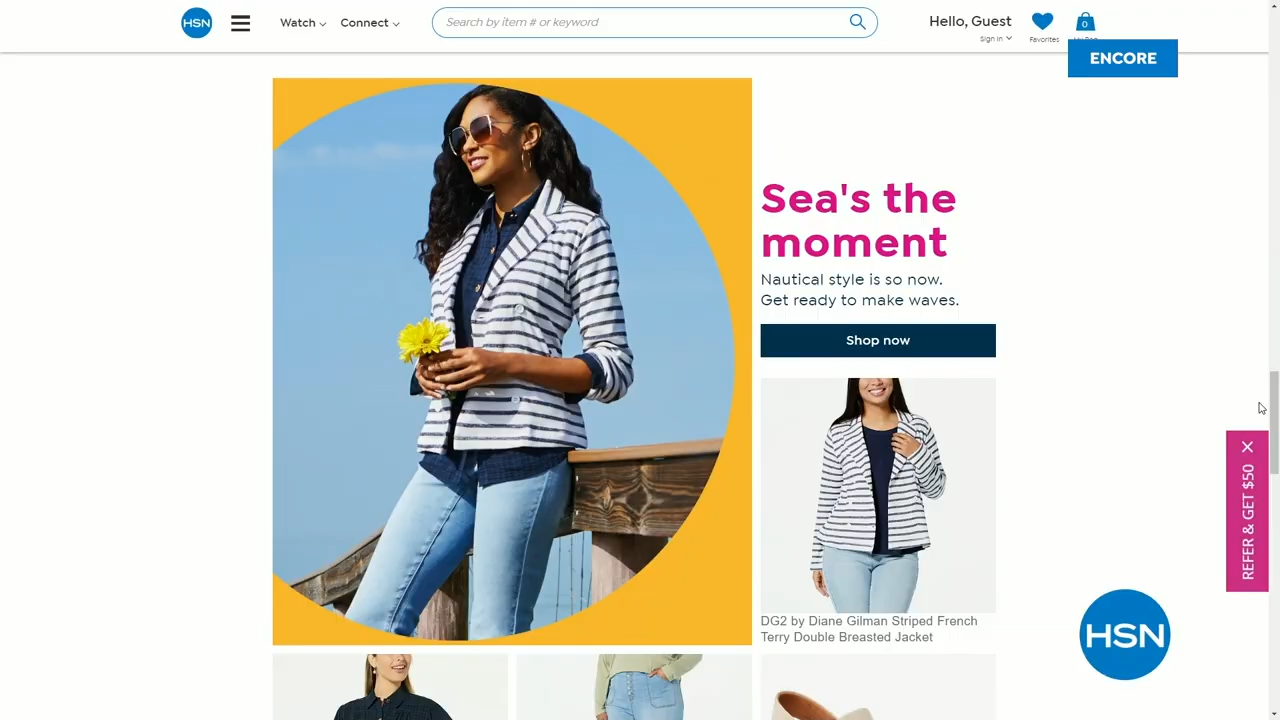 HSN
Watch
Connect
Search by item # or keyword
Hello, Guest
Sign In
Favorites
0
ENCORE
Sea's the
moment
Nautical style is so now.
Get ready to make waves.
Shop now
DG2 by Diane Gilman Striped French
Terry Double Breasted Jacket
REFER & GET $50
HSN